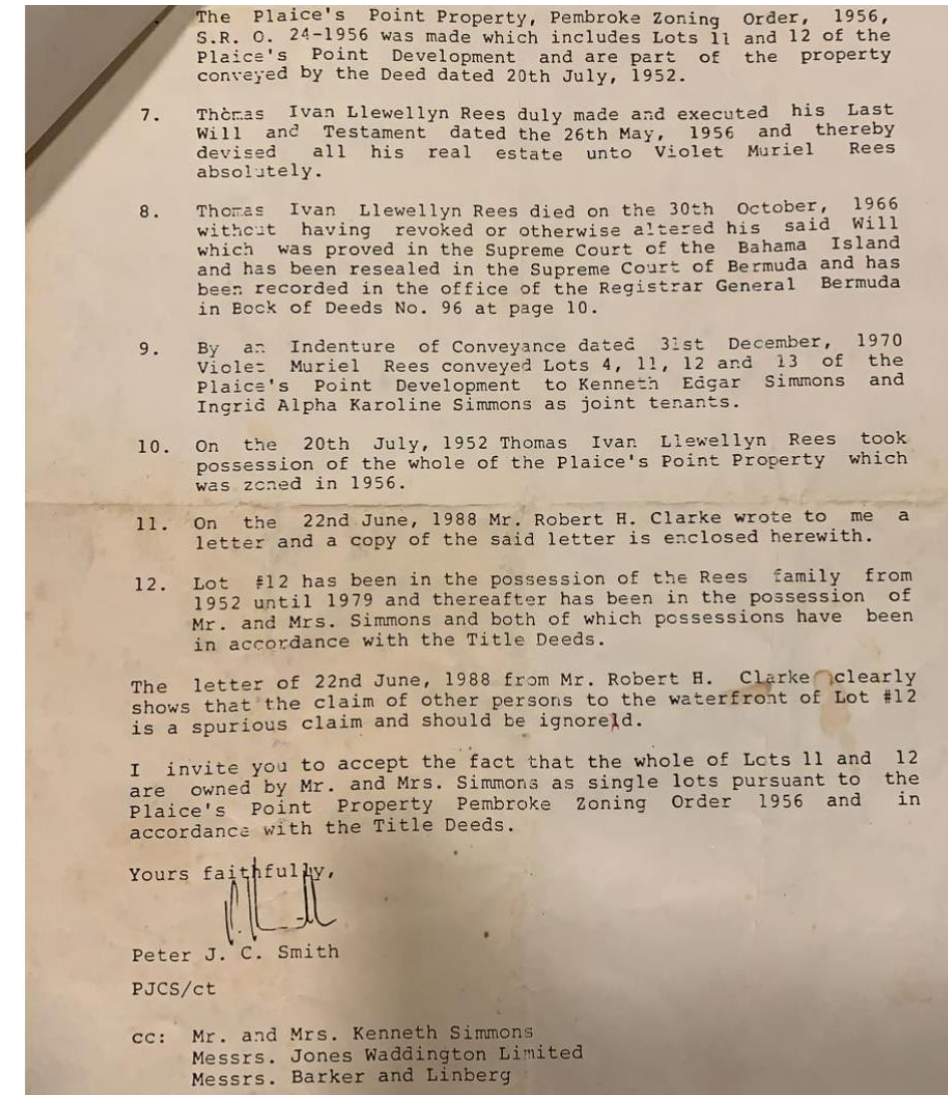 The Plaice's Point Property, Pembroke Zoning Order, 1956,
S.R. O. 24-1956 was made which includes Lots 11 and 12 of the
Plaice's Point Development and are part of the property
conveyed by the Deed dated 20th July, 1952.
7. Thomas Ivan Llewellyn Rees duly made and executed his Last
Will and Testament dated the 26th May, 1956 and thereby
devised all his real estate unto Violet Muriel Rees
absolutely.
8. Thomas Ivan Llewellyn Rees died on the 30th October, 1966
without having revoked or otherwise altered his said Will
which was proved in the Supreme Court of the Bahama Island
and has been resealed in the Supreme Court of Bermuda and has
been recorded in the office of the Registrar General Bermuda
in Book of Deeds No. 96 at page 10.
9. By an Indenture of Conveyance dated 31st December, 1970
Violet Muriel Rees conveyed Lots 4, 11, 12 and 13 of the
Plaice's Point Development to Kenneth Edgar Simmons and
Ingrid Alpha Karoline Simmons as joint tenants.
10. On the 20th July, 1952 Thomas Ivan Llewellyn Rees took
possession of the whole of the Plaice's Point Property which
was zoned in 1956.
11. On the 22nd June, 1988 Mr. Robert H. Clarke wrote to me a
letter and a copy of the said letter is enclosed herewith.
12. Lot #12 has been in the possession of the Rees family from
1952 until 1979 and thereafter has been in the possession of
Mr. and Mrs. Simmons and both of which possessions have been
in accordance with the Title Deeds.
The letter of 22nd June, 1988 from Mr. Robert H. Clarke clearly
shows that the claim of other persons to the waterfront of Lot #12
is a spurious claim and should be ignoreld.
I invite you to accept the fact that the whole of Lots 11 and 12
are owned by Mr. and Mrs. Simmons as single lots pursuant to the
Plaice's Point Property Pembroke Zoning Order 1956 and in
accordance with the Title Deeds.
Yours faithfully,
Peter J. C. Smith
PJCS/ct
cc: Mr. and Mrs. Kenneth Simmons
Messrs. Jones Waddington Limited
Messrs. Barker and Linberg